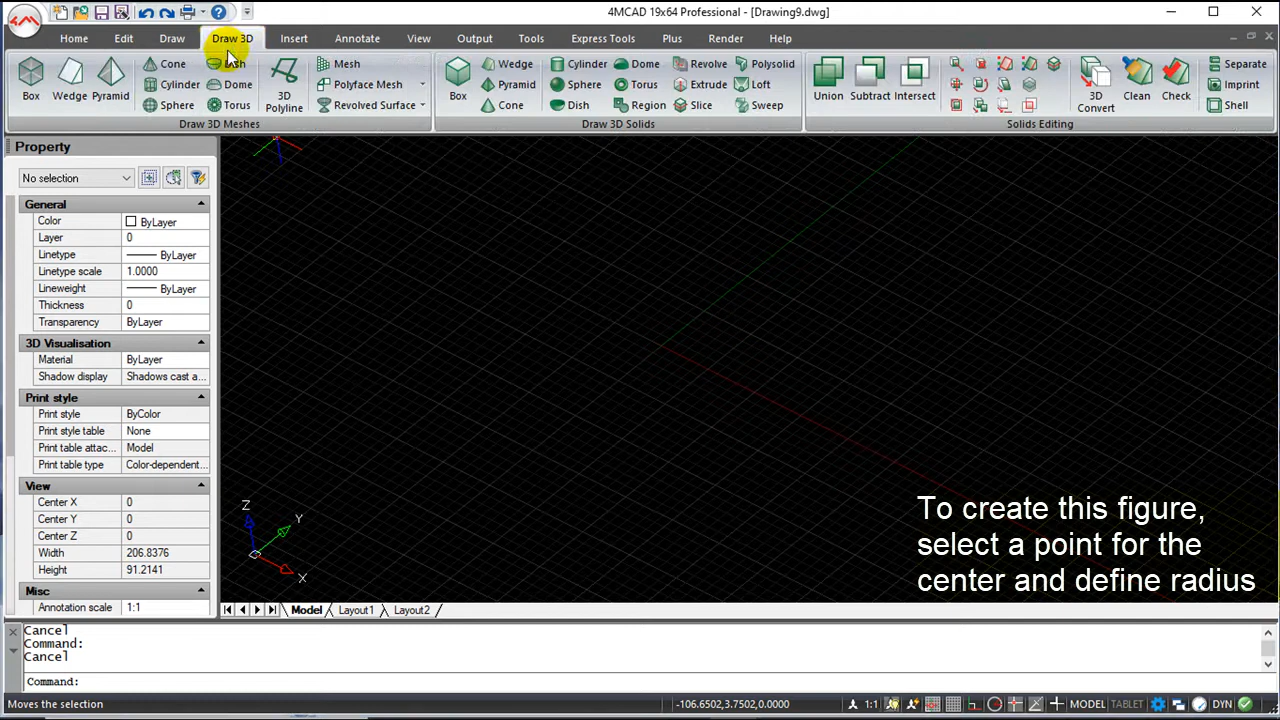 4MCAD 19x64 Professional - [Drawing9.dwg]
Home Edit Draw Draw 3D Insert Annotate View Output Tools Express Tools Plus Render Help
Box Wedge Pyramid
Cone Dish
Cylinder Dome
Sphere Torus
3D Polyline
Mesh
Polyface Mesh
Revolved Surface
Draw 3D Meshes
Box
Wedge Cylinder Dome Revolve Polysolid
Pyramid Sphere Torus Extrude Loft
Cone Dish Region Slice Sweep
Draw 3D Solids
Union Subtract Intersect
3D Convert
Clean Check
Separate
Imprint
Shell
Solids Editing
Property
No selection
General
Color ByLayer
Layer 0
Linetype ByLayer
Linetype scale 1.0000
Lineweight ByLayer
Thickness 0
Transparency ByLayer
3D Visualisation
Material ByLayer
Shadow display Shadows cast a...
Print style
Print style ByColor
Print style table None
Print table attac... Model
Print table type Color-dependent...
View
Center X 0
Center Y 0
Center Z 0
Width 206.8376
Height 91.2141
Misc
Annotation scale 1:1
Z
Y
X
To create this figure,
select a point for the
center and define radius
Model Layout1 Layout2
Cancel
Command:
Cancel
Command:
Moves the selection -106.6502,3.7502,0.0000 1:1 MODEL TABLET DYN